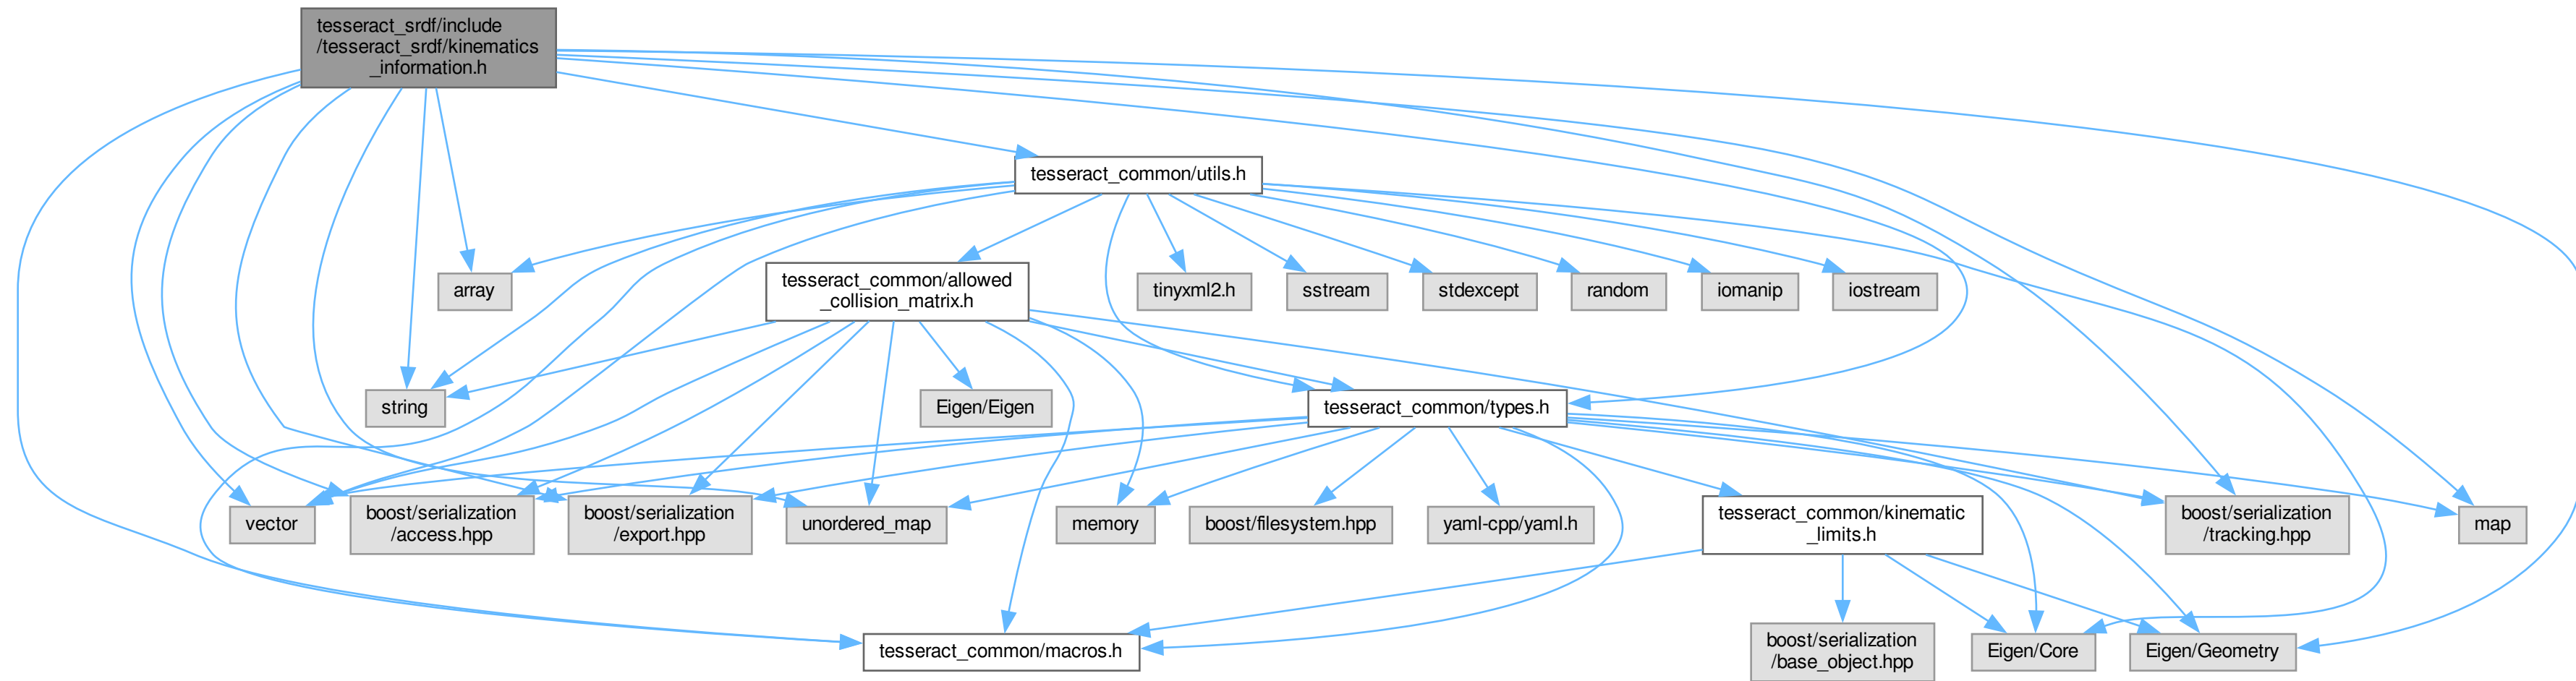 tesseract_srdf/include
/tesseract_srdf/kinematics
_information.h
tesseract_common/utils.h
array
tesseract_common/allowed
_collision_matrix.h
tinyxml2.h
sstream
stdexcept
random
iomanip
iostream
string
Eigen/Eigen
tesseract_common/types.h
vector
boost/serialization
/access.hpp
boost/serialization
/export.hpp
unordered_map
memory
boost/filesystem.hpp
yaml-cpp/yaml.h
tesseract_common/kinematic
_limits.h
boost/serialization
/tracking.hpp
map
tesseract_common/macros.h
boost/serialization
/base_object.hpp
Eigen/Core
Eigen/Geometry